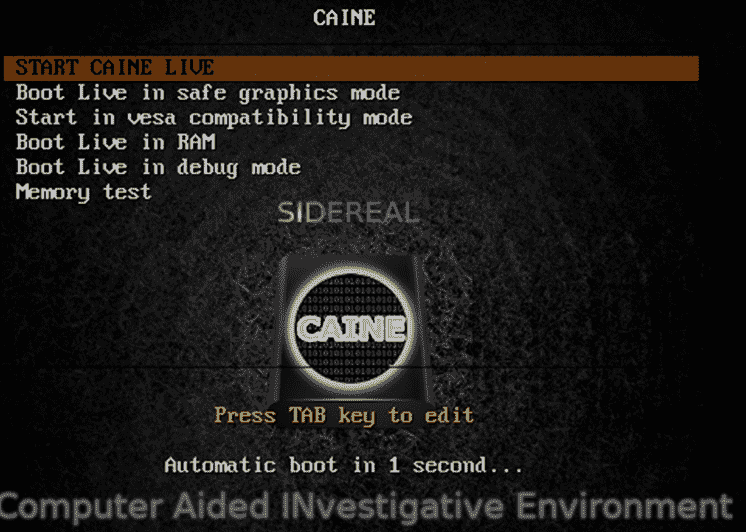 CAINE
START CAINE LIVE
Boot Live in safe graphics mode
Start in vesa compatibility mode
Boot Live in RAM
Boot Live in debug mode
Memory test
SIDEREAL
CAINE
Press TAB key to edit
Automatic boot in 1 second...
Computer Aided INvestigative Environment